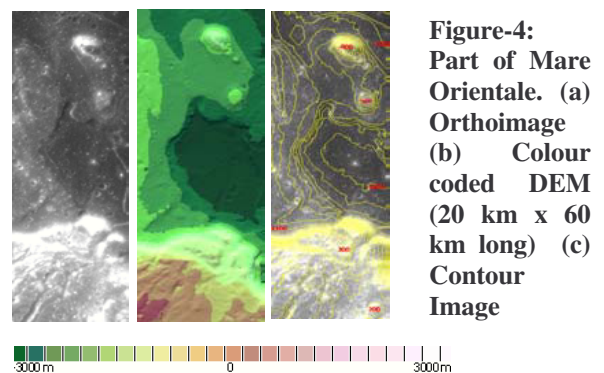 Figure-4:
Part of Mare
Orientale. (a)
Orthoimage
(b) Colour
coded DEM
(20 km x 60
km long) (c)
Contour
Image
-3000 m 0 3000 m